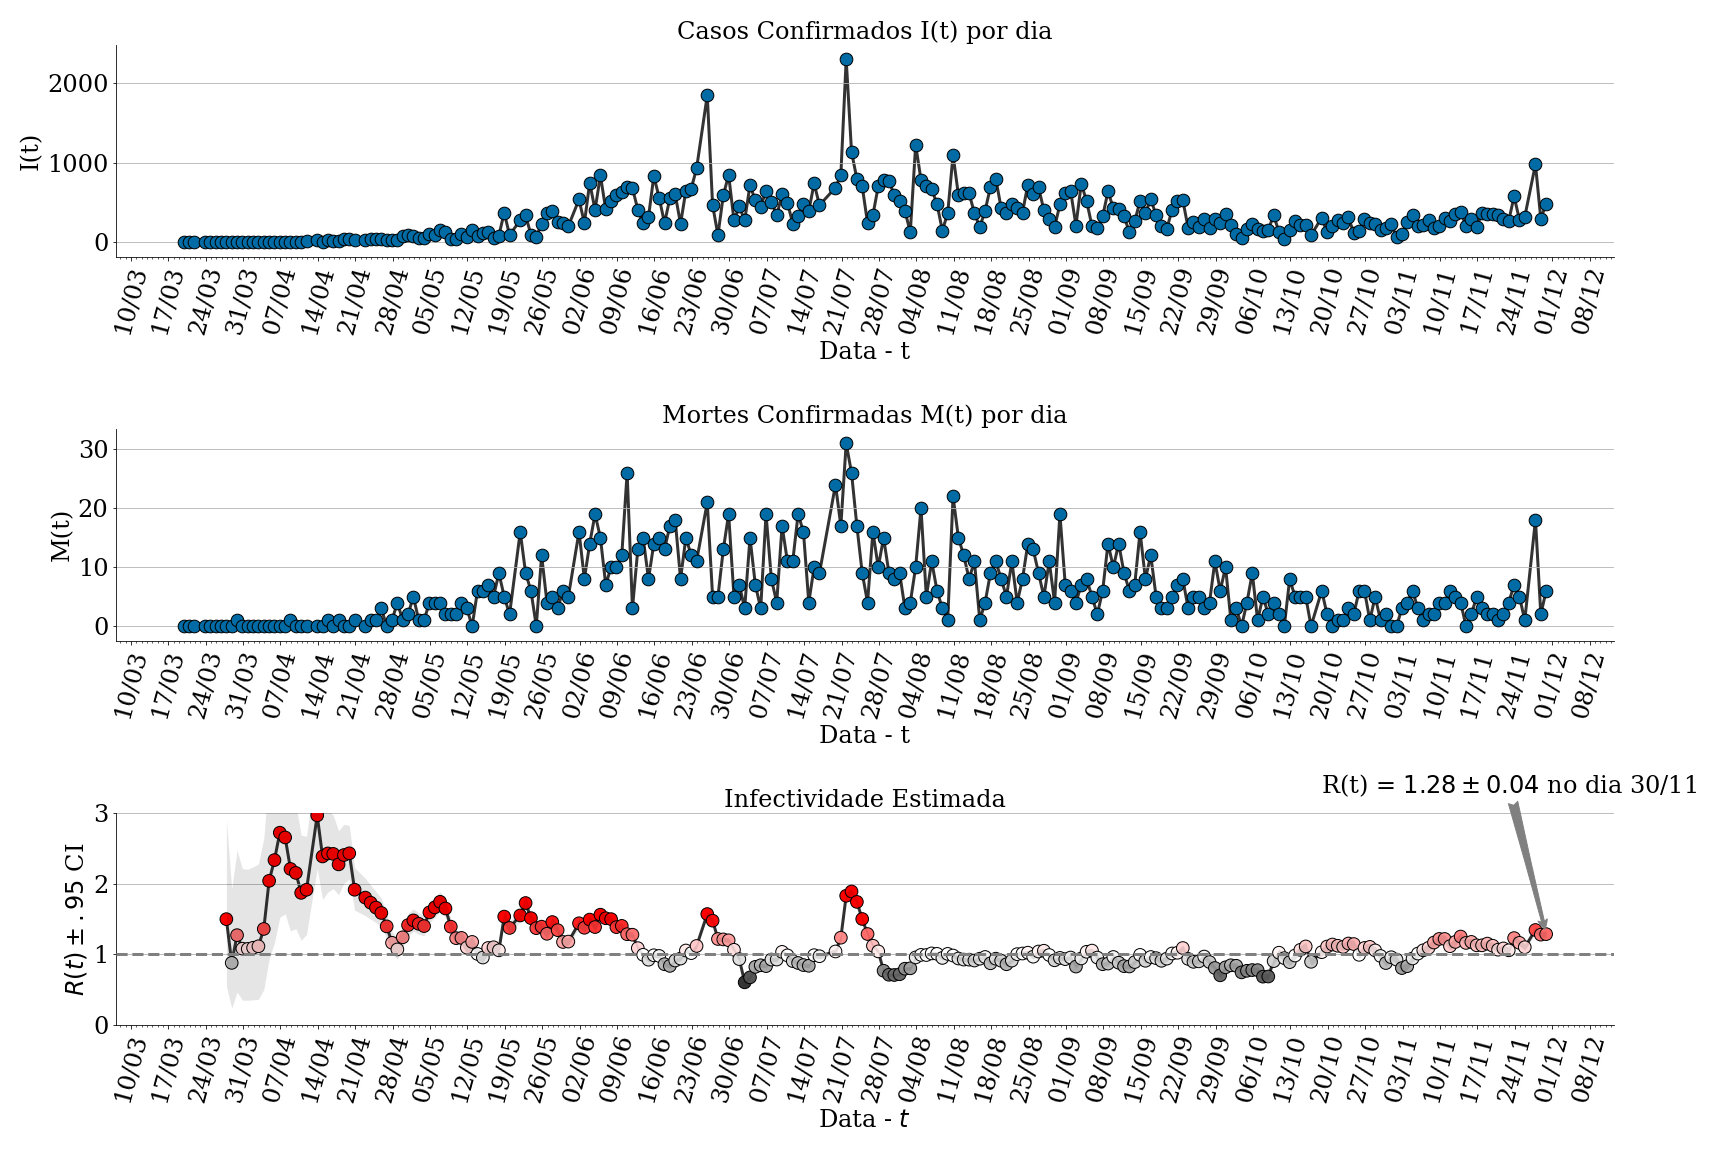 Casos Confirmados I(t) por dia
2000
1000
0
I(t)
10/03 17/03 24/03 31/03 07/04 14/04 21/04 28/04 05/05 12/05 19/05 26/05 02/06 09/06 16/06 23/06 30/06 07/07 14/07 21/07 28/07 04/08 11/08 18/08 25/08 01/09 08/09 15/09 22/09 29/09 06/10 13/10 20/10 27/10 03/11 10/11 17/11 24/11 01/12 08/12
Data - t
Mortes Confirmadas M(t) por dia
30
20
10
0
M(t)
10/03 17/03 24/03 31/03 07/04 14/04 21/04 28/04 05/05 12/05 19/05 26/05 02/06 09/06 16/06 23/06 30/06 07/07 14/07 21/07 28/07 04/08 11/08 18/08 25/08 01/09 08/09 15/09 22/09 29/09 06/10 13/10 20/10 27/10 03/11 10/11 17/11 24/11 01/12 08/12
Data - t
R(t) = 1.28 ± 0.04 no dia 30/11
Infectividade Estimada
3
2
1
0
R(t) ± .95 CI
10/03 17/03 24/03 31/03 07/04 14/04 21/04 28/04 05/05 12/05 19/05 26/05 02/06 09/06 16/06 23/06 30/06 07/07 14/07 21/07 28/07 04/08 11/08 18/08 25/08 01/09 08/09 15/09 22/09 29/09 06/10 13/10 20/10 27/10 03/11 10/11 17/11 24/11 01/12 08/12
Data - t